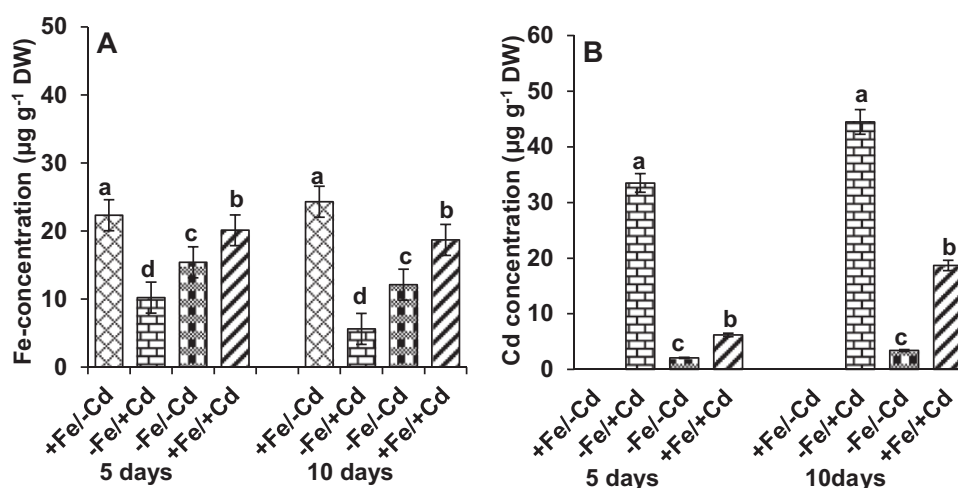 A
Fe-concentration (µg g-1 DW)
50
40
30
20
10
0
a
d
c
b
a
d
c
b
+Fe/-Cd
-Fe/+Cd
-Fe/-Cd
+Fe/+Cd
+Fe/-Cd
-Fe/+Cd
-Fe/-Cd
+Fe/+Cd
5 days
10 days
B
Cd concentration (µg g-1 DW)
60
50
40
30
20
10
0
a
c
b
a
c
b
+Fe/-Cd
-Fe/+Cd
-Fe/-Cd
+Fe/+Cd
+Fe/-Cd
-Fe/+Cd
-Fe/-Cd
+Fe/+Cd
5 days
10days